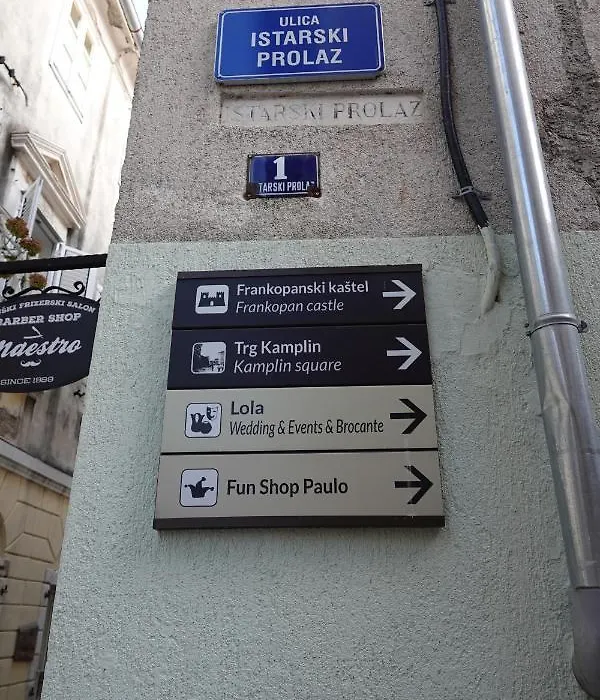 ULICA
ISTARSKI
PROLAZ
ISTARSKI PROLAZ
1
ISTARSKI PROLAZ
Frankopanski kaštel
Frankopan castle
Trg Kamplin
Kamplin square
Lola
Wedding & Events & Brocante
Fun Shop Paulo
FRIZERSKI SALON
BARBER SHOP
Maestro
SINCE 1999